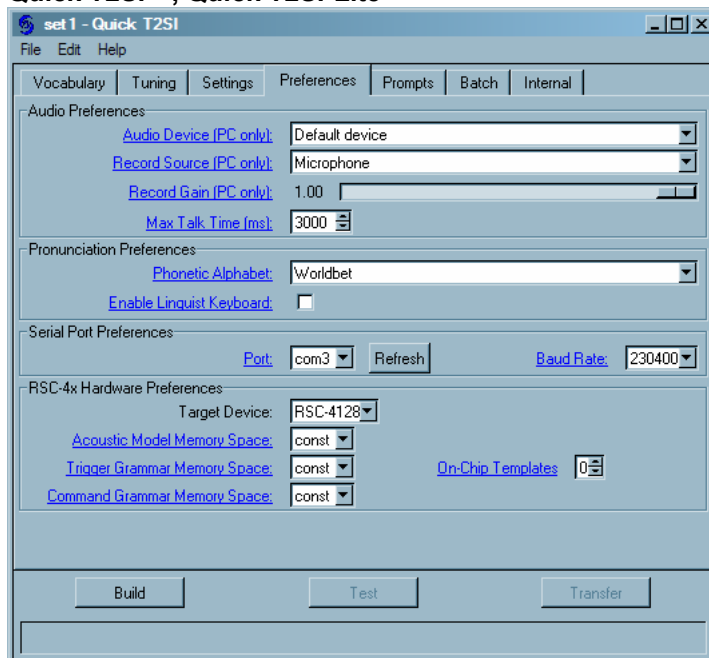 set1 - Quick T2SI
File Edit Help
Vocabulary Tuning Settings Preferences Prompts Batch Internal
Audio Preferences
Audio Device (PC only): Default device
Record Source (PC only): Microphone
Record Gain (PC only): 1.00
Max Talk Time (ms): 3000
Pronunciation Preferences
Phonetic Alphabet: Worldbet
Enable Linguist Keyboard:
Serial Port Preferences
Port: com3 Refresh Baud Rate: 230400
RSC-4x Hardware Preferences
Target Device: RSC-4128
Acoustic Model Memory Space: const
Trigger Grammar Memory Space: const On-Chip Templates 0
Command Grammar Memory Space: const
Build Test Transfer